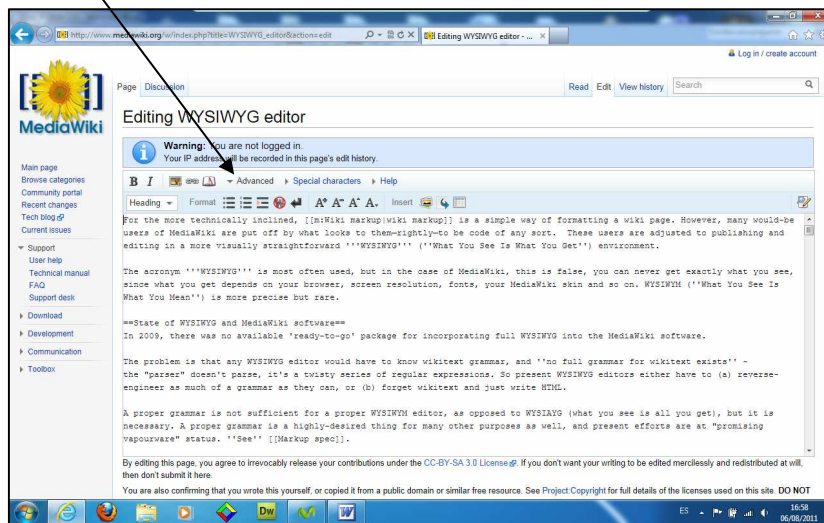 http://www.mediawiki.org/w/index.php?title=WYSIWYG_editor&action=edit
Editing WYSIWYG editor - ...
Log in / create account
MediaWiki
Page Discussion
Read Edit View history
Search
Editing WYSIWYG editor
Warning: You are not logged in.
Your IP address will be recorded in this page's edit history.
Main page
Browse categories
Community portal
Recent changes
Tech blog
Current issues
Support
User help
Technical manual
FAQ
Support desk
Download
Development
Communication
Toolbox
B I Advanced Special characters Help
Heading Format A A A A Insert
For the more technically inclined, [[m:Wiki markup|wiki markup]] is a simple way of formatting a wiki page. However, many would-be
users of MediaWiki are put off by what looks to them-rightly-to be code of any sort. These users are adjusted to publishing and
editing in a more visually straightforward '''WYSIWYG''' (''What You See Is What You Get'') environment.
The acronym '''WYSIWYG''' is most often used, but in the case of MediaWiki, this is false, you can never get exactly what you see,
since what you get depends on your browser, screen resolution, fonts, your MediaWiki skin and so on. WYSIWYM (''What You See Is
What You Mean'') is more precise but rare.
==State of WYSIWYG and MediaWiki software==
In 2009, there was no available 'ready-to-go' package for incorporating full WYSIWYG into the MediaWiki software.
The problem is that any WYSIWYG editor would have to know wikitext grammar, and ''no full grammar for wikitext exists'' -
the "parser" doesn't parse, it's a twisty series of regular expressions. So present WYSIWYG editors either have to (a) reverse-
engineer as much of a grammar as they can, or (b) forget wikitext and just write HTML.
A proper grammar is not sufficient for a proper WYSIWYM editor, as opposed to WYSIAYG (what you see is all you get), but it is
necessary. A proper grammar is a highly-desired thing for many other purposes as well, and present efforts are at "promising
vapourware" status. ''See'' [[Markup spec]].
By editing this page, you agree to irrevocably release your contributions under the CC-BY-SA 3.0 License. If you don't want your writing to be edited mercilessly and redistributed at will,
then don't submit it here.
You are also confirming that you wrote this yourself, or copied it from a public domain or similar free resource. See Project:Copyright for full details of the licenses used on this site. DO NOT
Dw
W
ES
16:58
06/08/2011